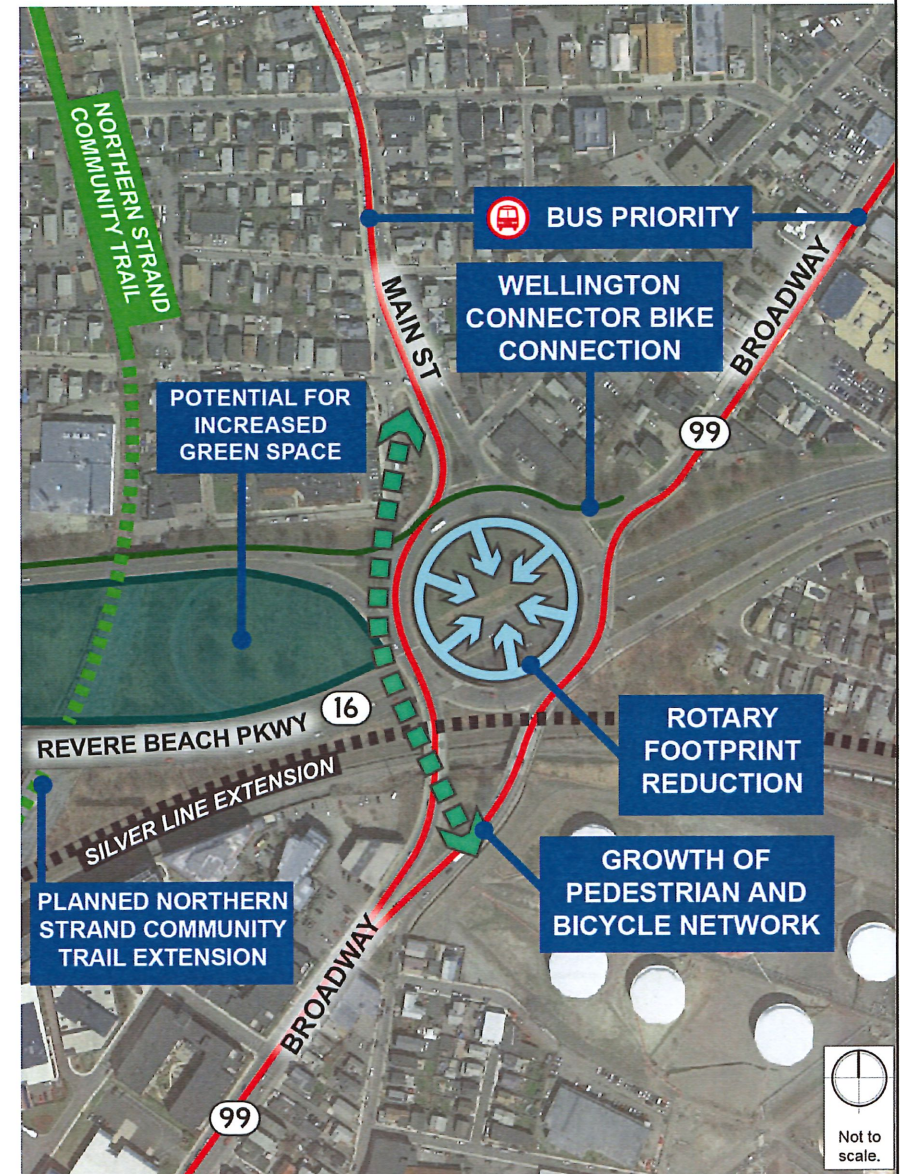 NORTHERN STRAND
COMMUNITY TRAIL
BUS PRIORITY
WELLINGTON
CONNECTOR BIKE
CONNECTION
MAIN ST
BROADWAY
POTENTIAL FOR
INCREASED
GREEN SPACE
99
16
REVERE BEACH PKWY
ROTARY
FOOTPRINT
REDUCTION
SILVER LINE EXTENSION
GROWTH OF
PEDESTRIAN AND
BICYCLE NETWORK
PLANNED NORTHERN
STRAND COMMUNITY
TRAIL EXTENSION
BROADWAY
99
Not to
scale.